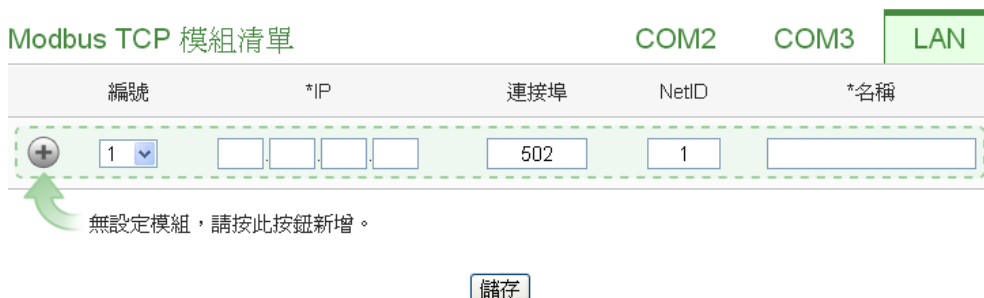 Modbus TCP 模組清單 COM2 COM3 LAN
編號 *IP 連接埠 NetID *名稱
1 . . . 502 1
無設定模組，請按此按鈕新增。
儲存